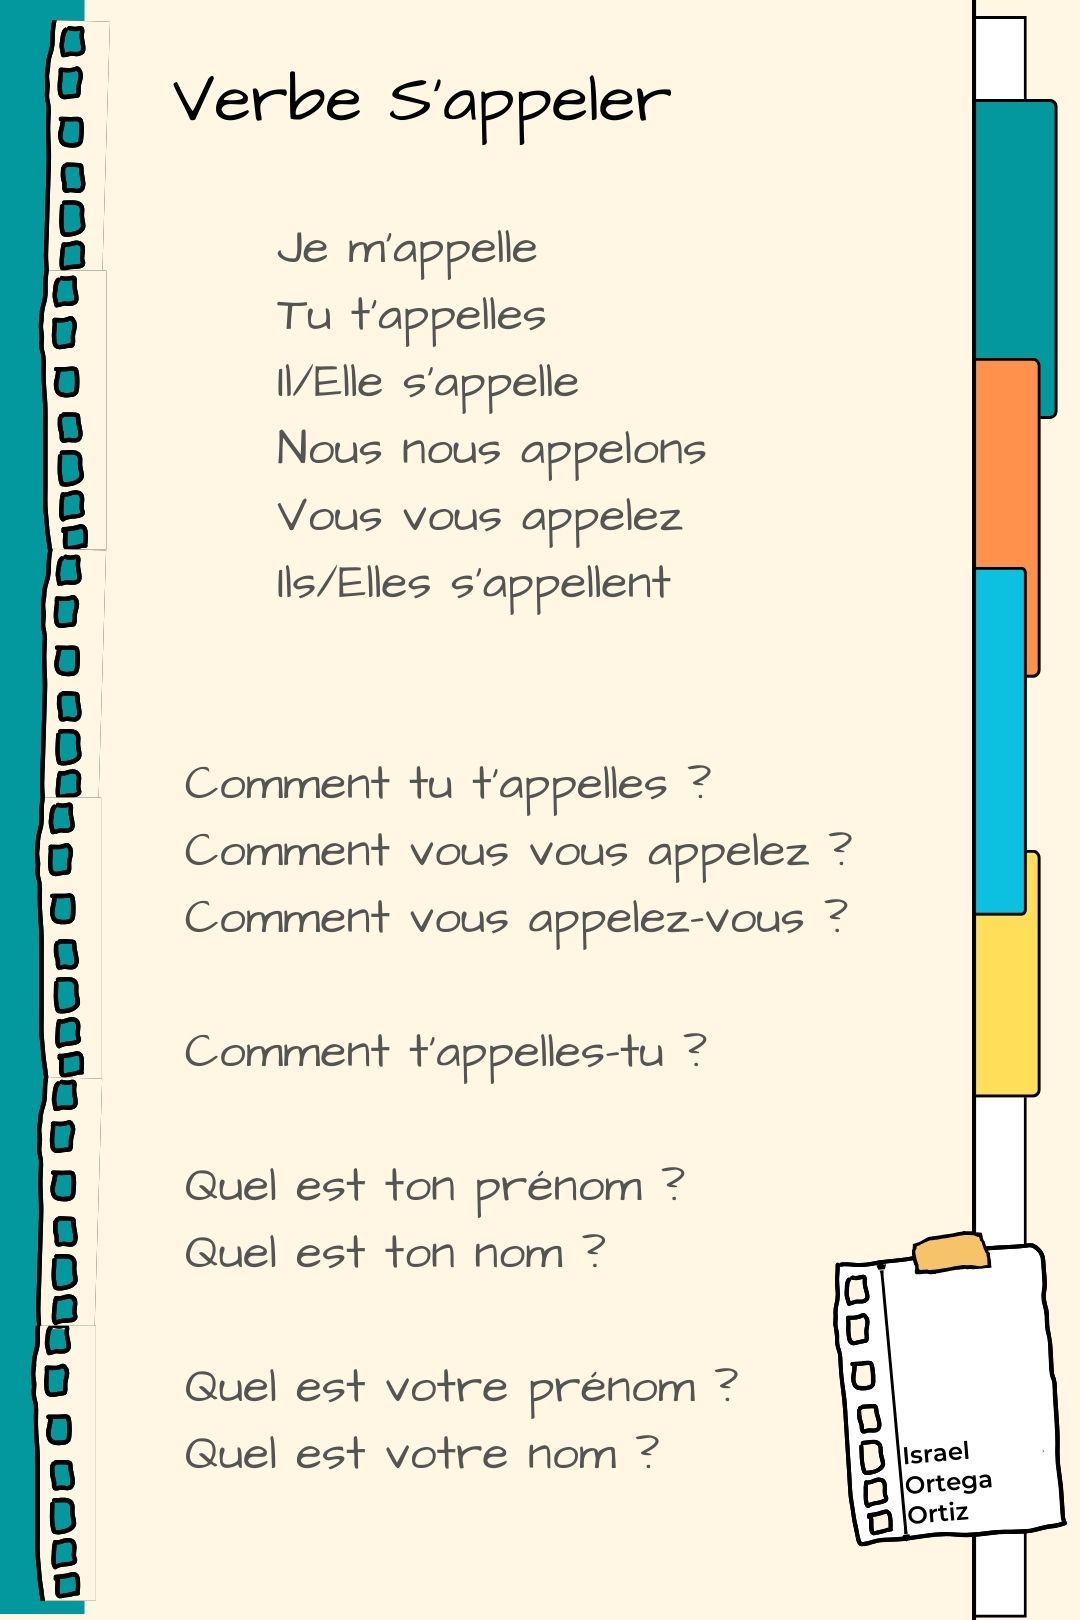 Verbe S'appeler
Je m'appelle
Tu t'appelles
Il/Elle s'appelle
Nous nous appelons
Vous vous appelez
Ils/Elles s'appellent
Comment tu t'appelles ?
Comment vous vous appelez ?
Comment vous appelez-vous ?
Comment t'appelles-tu ?
Quel est ton prénom ?
Quel est ton nom ?
Quel est votre prénom ?
Quel est votre nom ?
Israel
Ortega
Ortiz